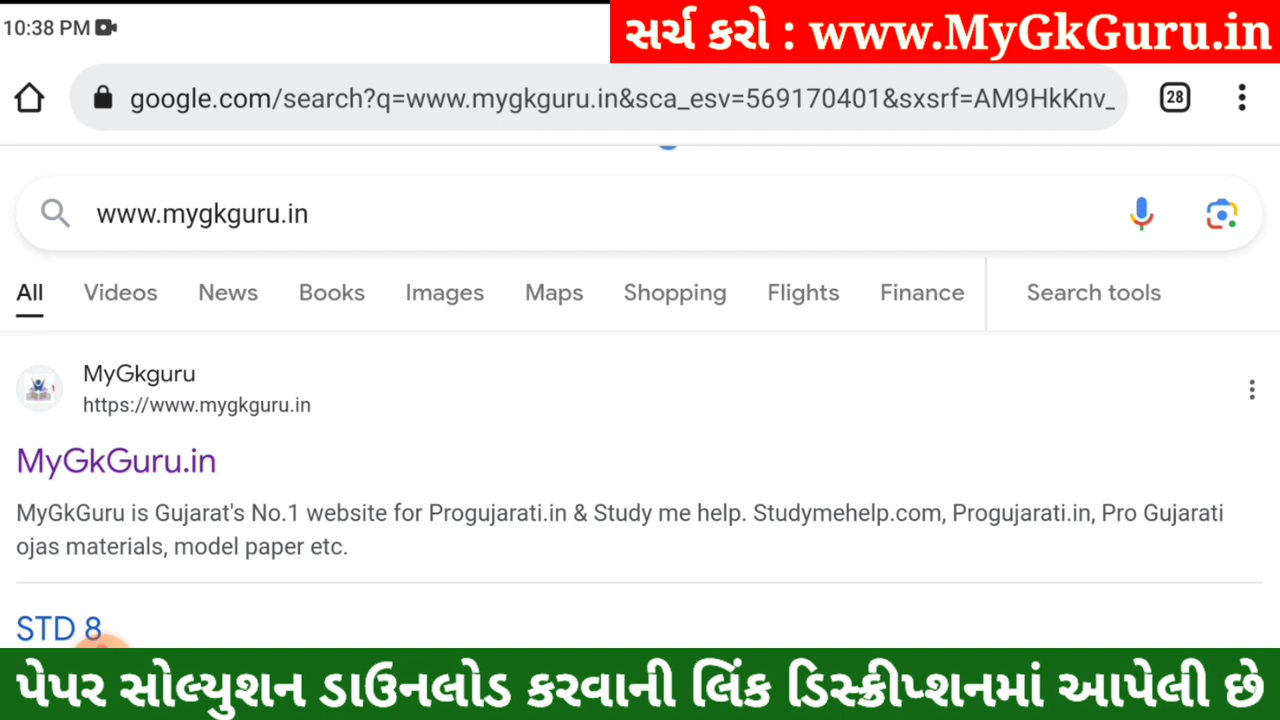 10:38 PM
સર્ચ કરો : www.MyGkGuru.in
google.com/search?q=www.mygkguru.in&sca_esv=569170401&sxsrf=AM9HkKnv_
28
www.mygkguru.in
All Videos News Books Images Maps Shopping Flights Finance Search tools
MyGkguru
https://www.mygkguru.in
MyGkGuru.in
MyGkGuru is Gujarat's No.1 website for Progujarati.in & Study me help. Studymehelp.com, Progujarati.in, Pro Gujarati
ojas materials, model paper etc.
STD 8
પેપર સોલ્યુશન ડાઉનલોડ કરવાની લિંક ડિસ્ક્રીપ્શનમાં આપેલી છે